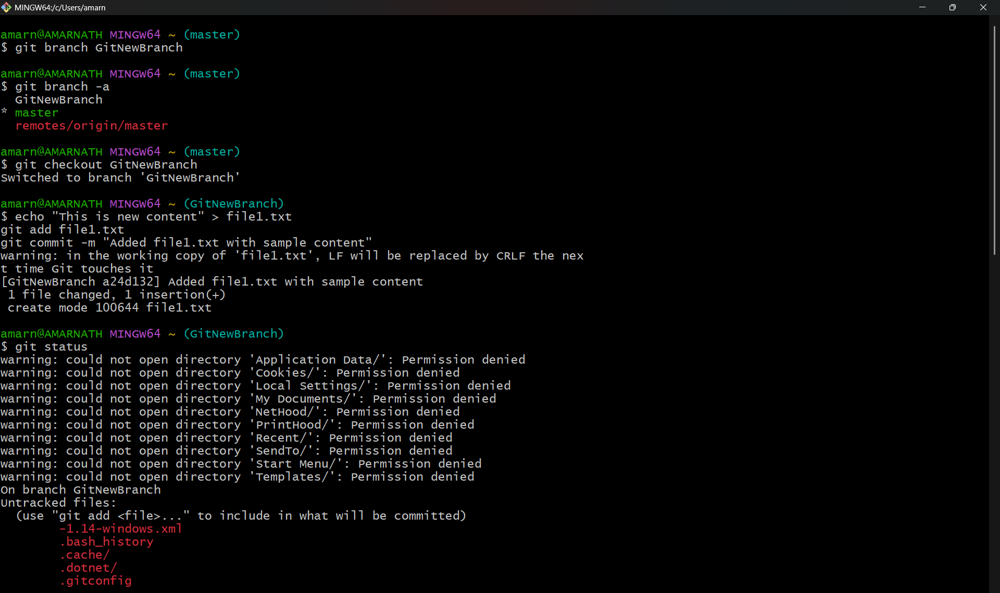 MINGW64:/c/Users/amarn
amarn@AMARNATH MINGW64 ~ (master)
$ git branch GitNewBranch
amarn@AMARNATH MINGW64 ~ (master)
$ git branch -a
  GitNewBranch
* master
  remotes/origin/master
amarn@AMARNATH MINGW64 ~ (master)
$ git checkout GitNewBranch
Switched to branch 'GitNewBranch'
amarn@AMARNATH MINGW64 ~ (GitNewBranch)
$ echo "This is new content" > file1.txt
git add file1.txt
git commit -m "Added file1.txt with sample content"
warning: in the working copy of 'file1.txt', LF will be replaced by CRLF the nex
t time Git touches it
[GitNewBranch a24d132] Added file1.txt with sample content
 1 file changed, 1 insertion(+)
 create mode 100644 file1.txt
amarn@AMARNATH MINGW64 ~ (GitNewBranch)
$ git status
warning: could not open directory 'Application Data/': Permission denied
warning: could not open directory 'Cookies/': Permission denied
warning: could not open directory 'Local Settings/': Permission denied
warning: could not open directory 'My Documents/': Permission denied
warning: could not open directory 'NetHood/': Permission denied
warning: could not open directory 'PrintHood/': Permission denied
warning: could not open directory 'Recent/': Permission denied
warning: could not open directory 'SendTo/': Permission denied
warning: could not open directory 'Start Menu/': Permission denied
warning: could not open directory 'Templates/': Permission denied
On branch GitNewBranch
Untracked files:
  (use "git add <file>..." to include in what will be committed)
        -1.14-windows.xml
        .bash_history
        .cache/
        .dotnet/
        .gitconfig